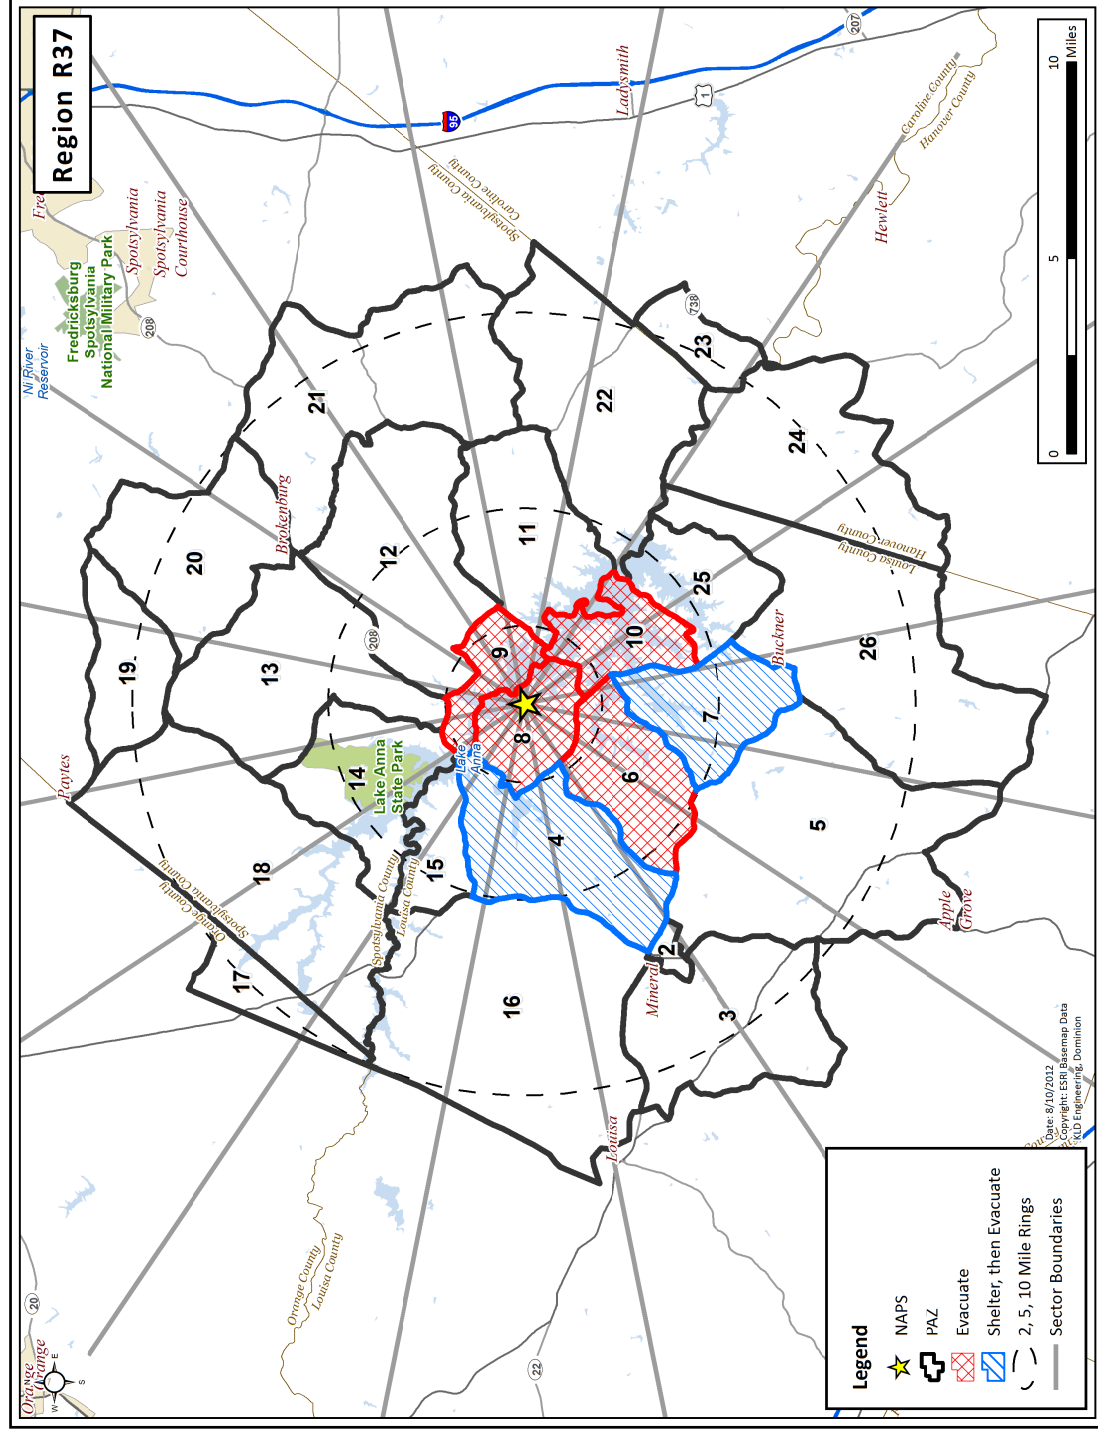 Region R37
Fre
Spotsylvania
Spotsylvania
Courthouse
Fredricksburg
Spotsylvania
National Military Park
Ni River
Reservoir
208
95
207
1
Ladysmith
Caroline County
Hanover County
Spotsylvania County
Caroline County
Hewlett
738
10
Miles
5
0
21
22
23
24
20
Brokenburg
12
11
19
13
208
9
10
25
Louisa County
Hanover County
Buckner
26
Paytes
14
Lake Anna
State Park
Lake
Anna
8
6
7
18
Orange County
Spotsylvania County
Spotsylvania County
Louisa County
15
4
5
17
16
Mineral
2
3
Apple
Grove
Louisa
Orange County
Louisa County
22
20
Orange
Orange
N
E
S
W
Date: 8/10/2012
Copyright: ESRI Basemap Data
KLD Engineering, Dominion
Legend
NAPS
PAZ
Evacuate
Shelter, then Evacuate
2, 5, 10 Mile Rings
Sector Boundaries